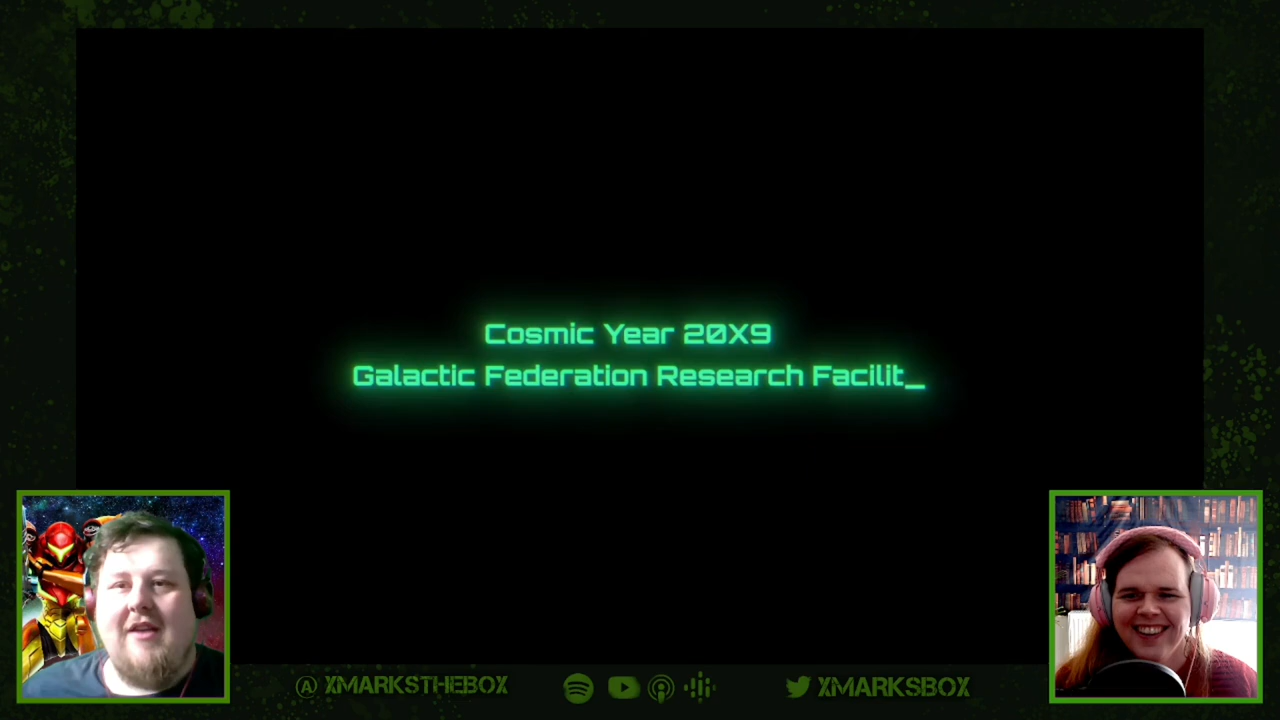 Cosmic Year 20X9
Galactic Federation Research Facilit_
XMARKSTHEBOX
XMARKSBOX